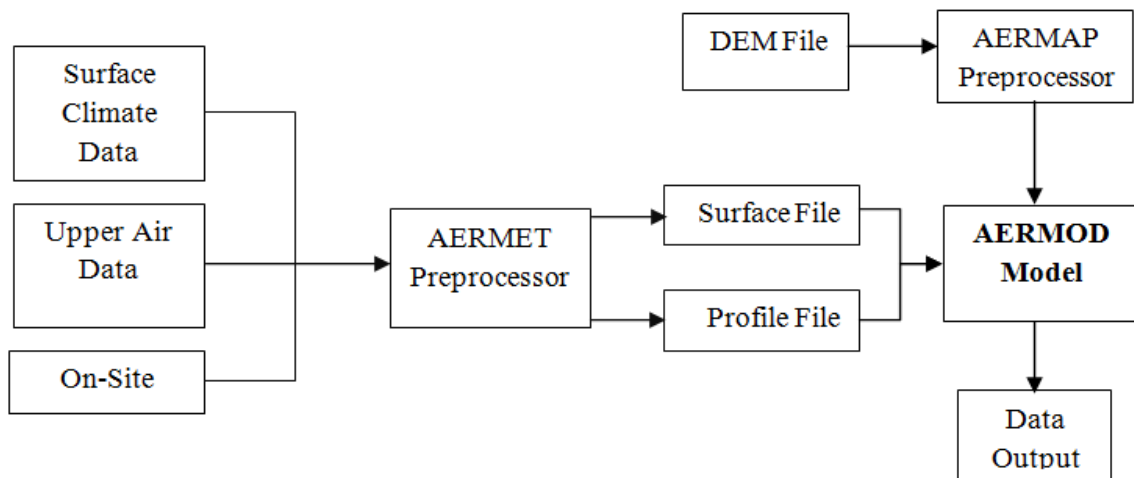 Surface
Climate
Data
Upper Air
Data
On-Site
AERMET
Preprocessor
Surface File
Profile File
DEM File
AERMAP
Preprocessor
AERMOD
Model
Data
Output